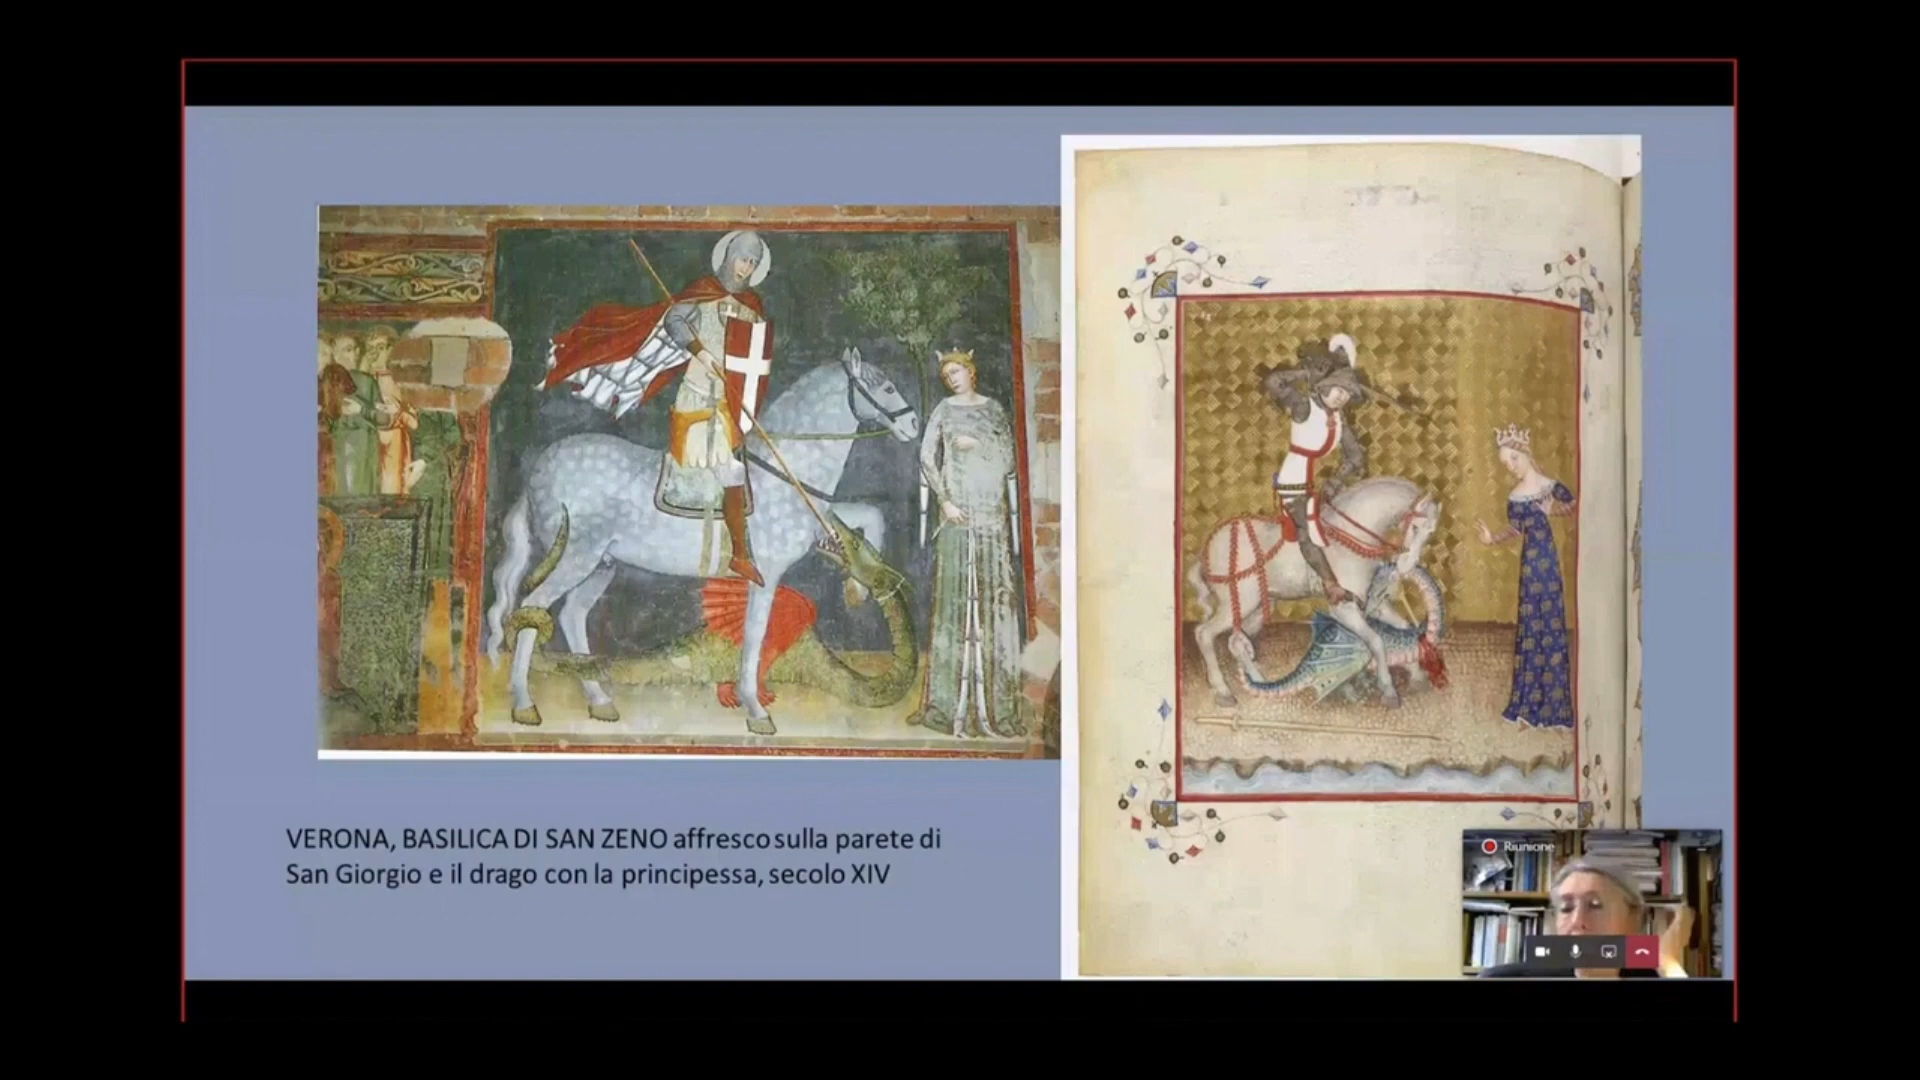 VERONA, BASILICA DI SAN ZENO affresco sulla parete di
San Giorgio e il drago con la principessa, secolo XIV
Riunione